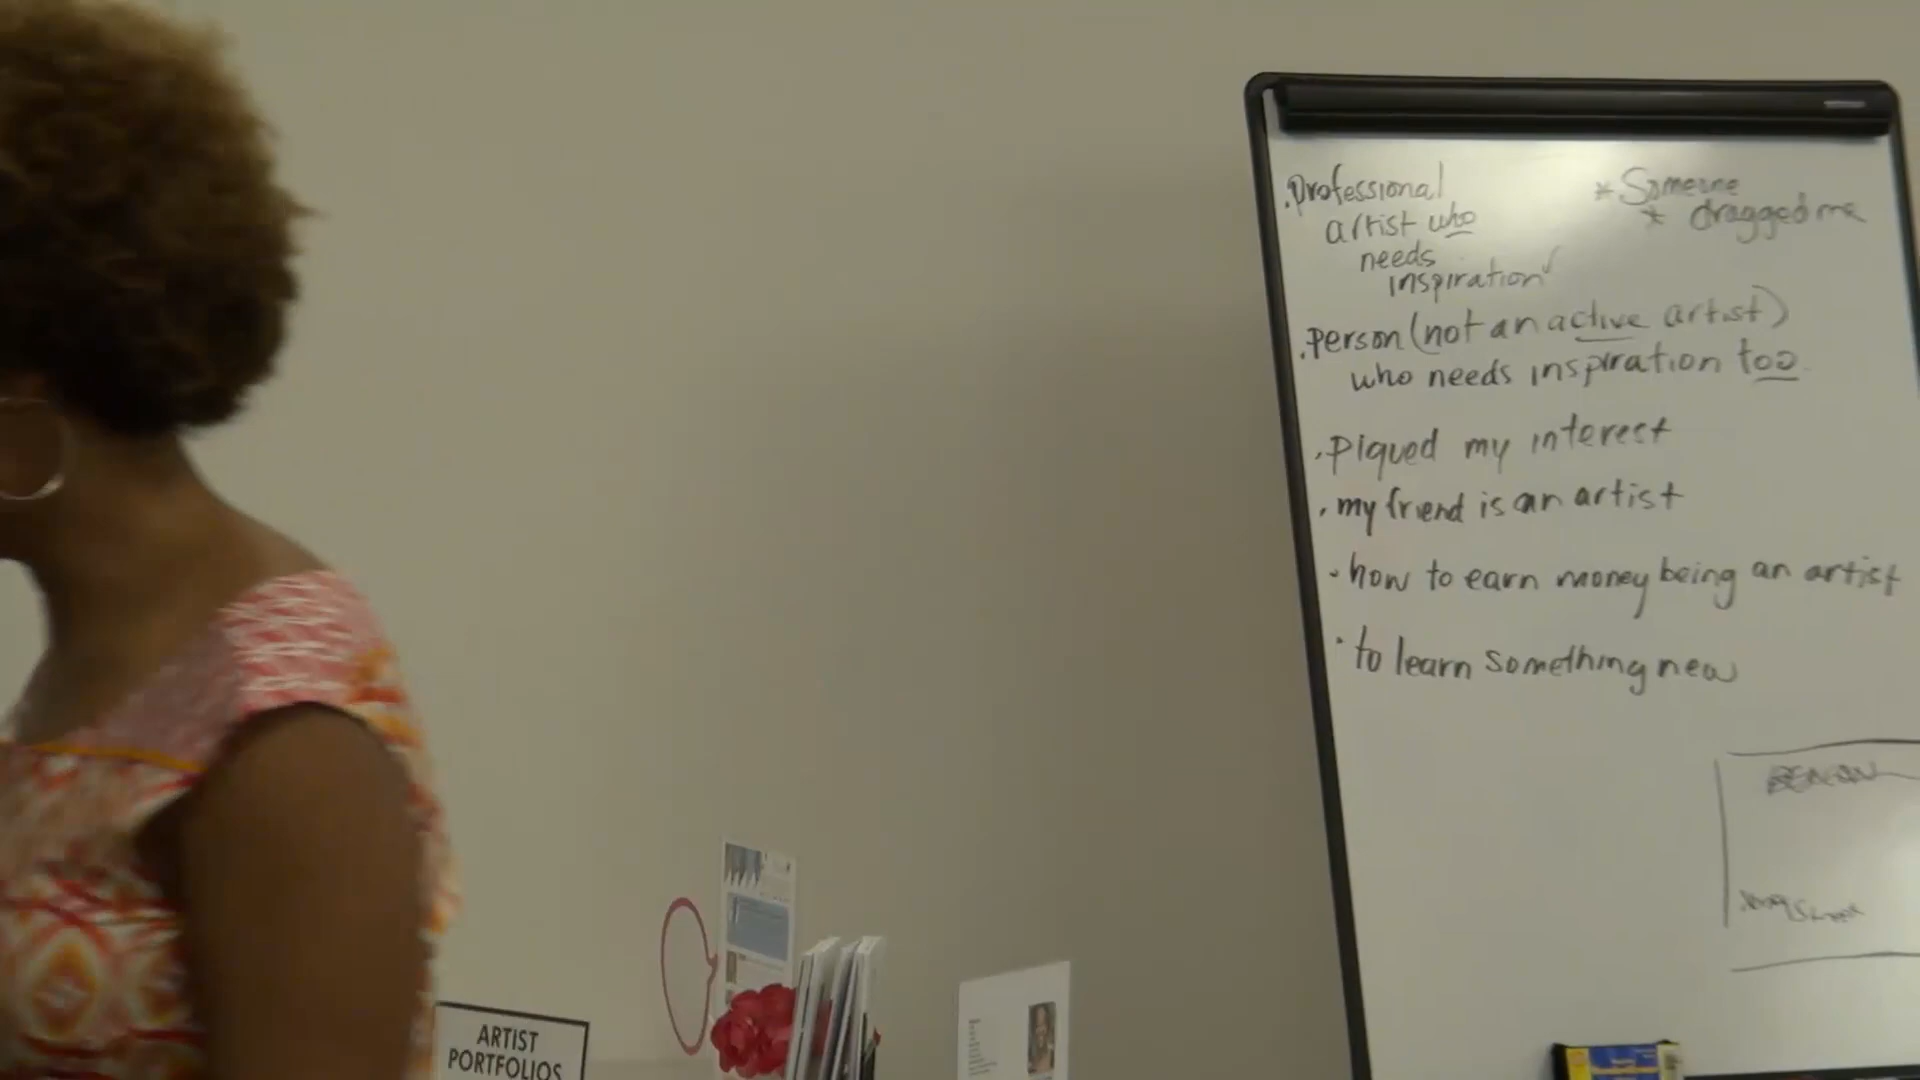 .professional
artist who
needs
inspiration
* Someone
* dragged me
.person (not an active artist)
who needs inspiration too
.piqued my interest
.my friend is an artist
.how to earn money being an artist
.to learn something new
ARTIST
PORTFOLIOS